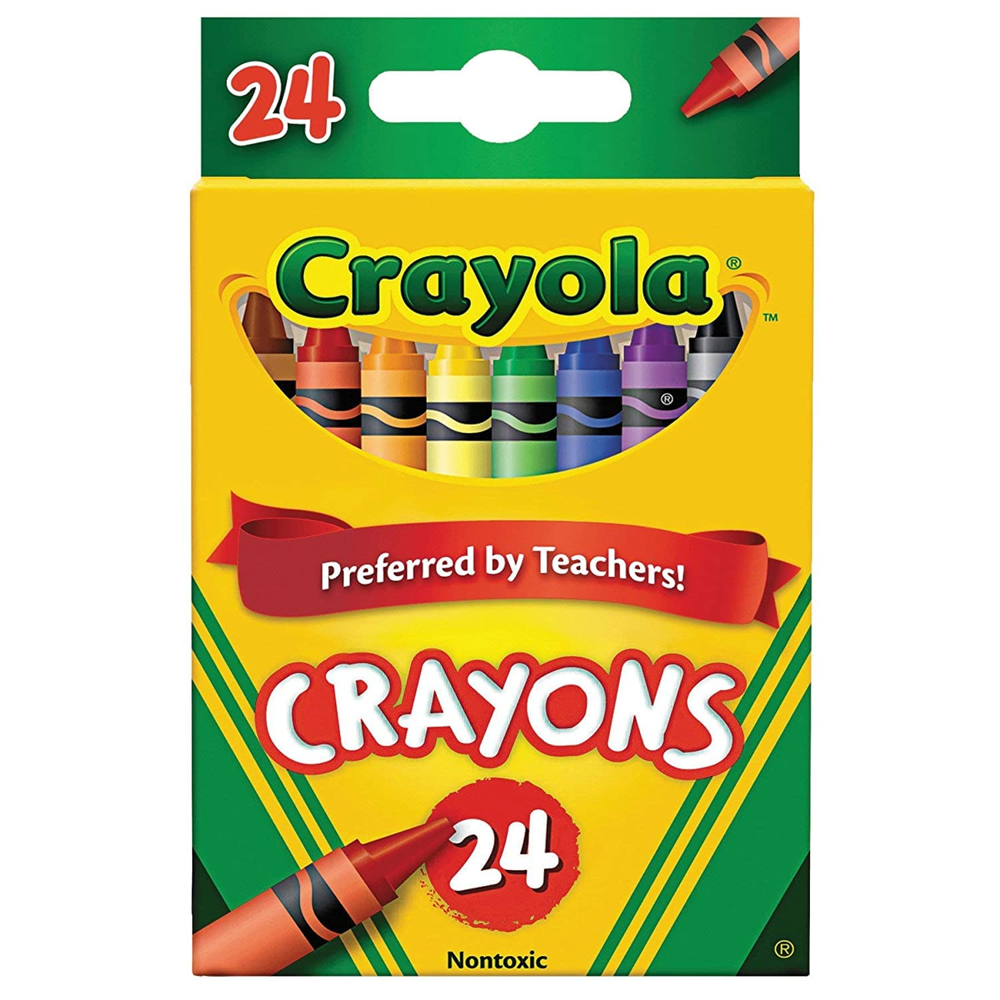 24
Crayola®
™
®
Preferred by Teachers!
CRAYONS
24
Nontoxic
®